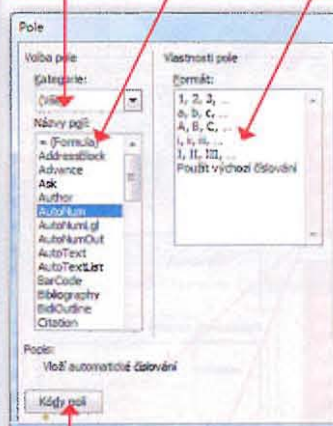 Pole
Volba pole
Kategorie:
(Vše)
Názvy polí:
= (Formula)
AddressBlock
Advance
Ask
Author
AutoNum
AutoNumLgl
AutoNumOut
AutoText
AutoTextList
BarCode
Bibliography
BidiOutline
Citation
Vlastnosti pole
Formát:
1, 2, 3, ...
a, b, c, ...
A, B, C, ...
i, ii, iii, ...
I, II, III, ...
Použít výchozí číslování
Popis:
Vloží automatické číslování
Kódy polí